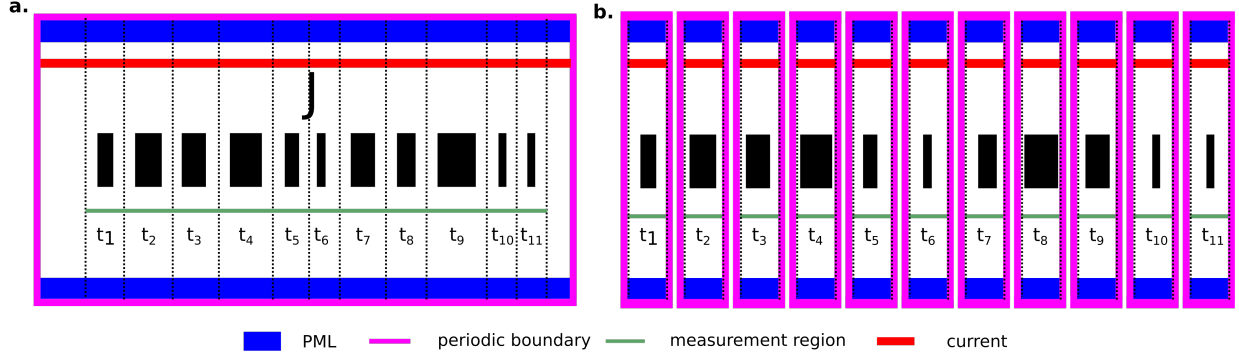 a.
J
t1 t2 t3 t4 t5 t6 t7 t8 t9 t10 t11
b.
t1 t2 t3 t4 t5 t6 t7 t8 t9 t10 t11
PML periodic boundary measurement region current